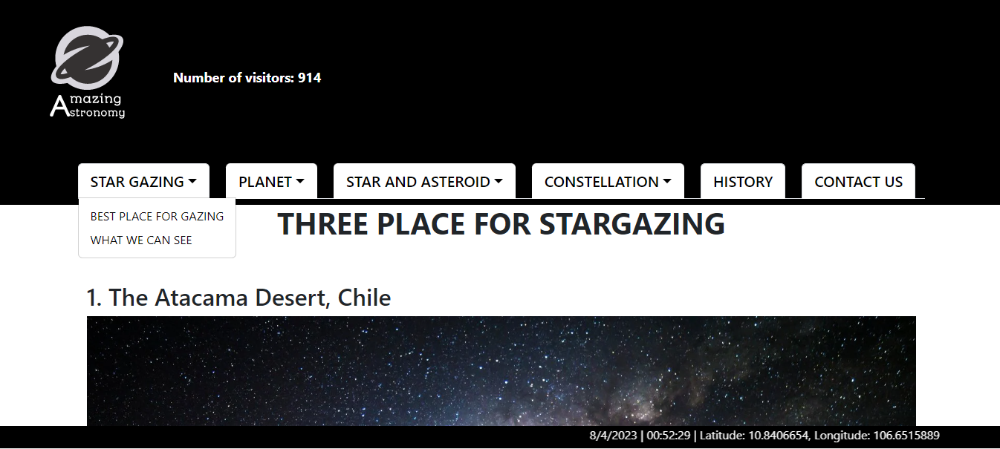 Amazing
Astronomy
Number of visitors: 914
STAR GAZING PLANET STAR AND ASTEROID CONSTELLATION HISTORY CONTACT US
BEST PLACE FOR GAZING
WHAT WE CAN SEE
THREE PLACE FOR STARGAZING
1. The Atacama Desert, Chile
8/4/2023 | 00:52:29 | Latitude: 10.8406654, Longitude: 106.6515889